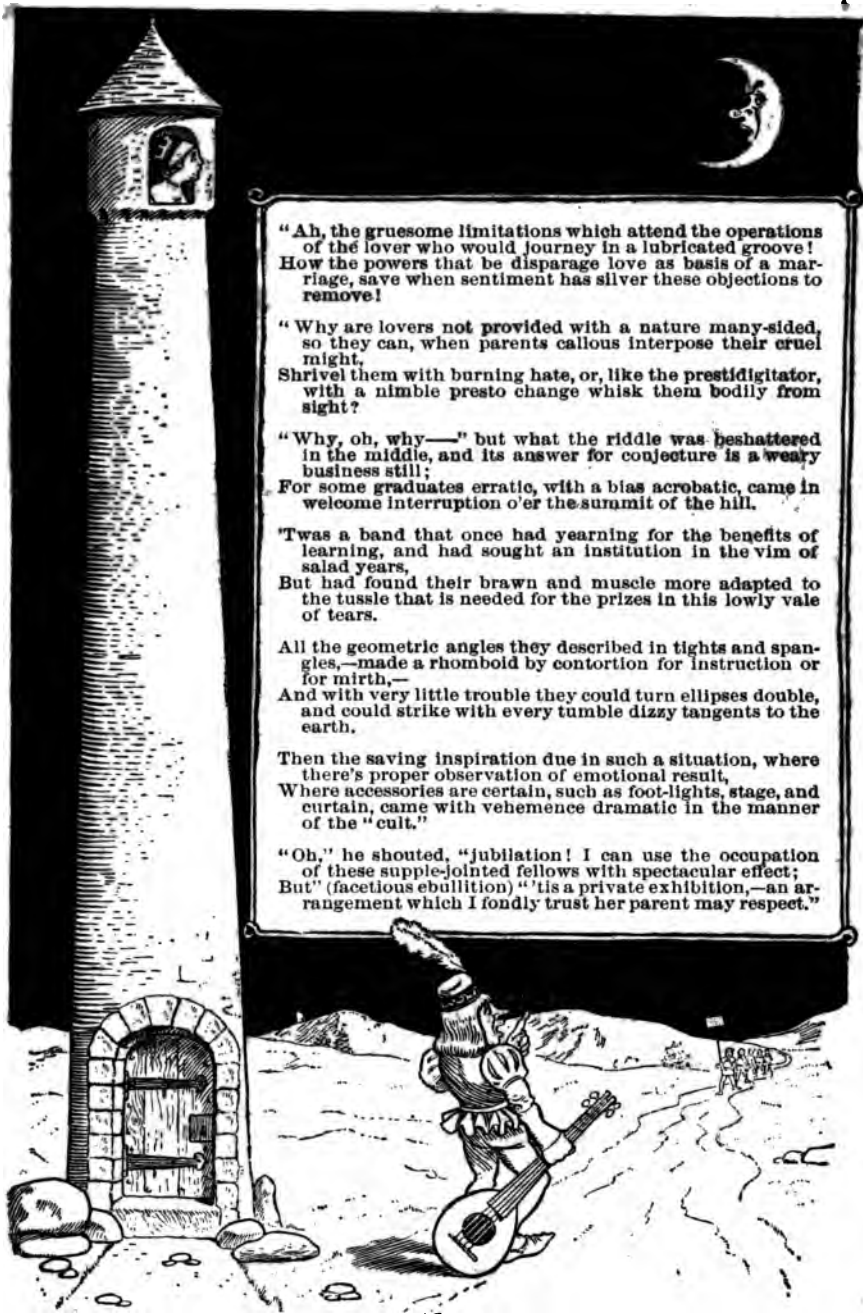 “Ah, the gruesome limitations which attend the operations
of the lover who would journey in a lubricated groove!
How the powers that be disparage love as basis of a mar-
riage, save when sentiment has silver these objections to
remove!
“Why are lovers not provided with a nature many-sided,
so they can, when parents callous interpose their cruel
might,
Shrivel them with burning hate, or, like the prestidigitator,
with a nimble presto change whisk them bodily from
sight?
“Why, oh, why——” but what the riddle was beshattered
in the middle, and its answer for conjecture is a weary
business still;
For some graduates erratic, with a bias acrobatic, came in
welcome interruption o'er the summit of the hill.
'Twas a band that once had yearning for the benefits of
learning, and had sought an institution in the vim of
salad years,
But had found their brawn and muscle more adapted to
the tussle that is needed for the prizes in this lowly vale
of tears.
All the geometric angles they described in tights and span-
gles,—made a rhomboid by contortion for instruction or
for mirth,—
And with very little trouble they could turn ellipses double,
and could strike with every tumble dizzy tangents to the
earth.
Then the saving inspiration due in such a situation, where
there's proper observation of emotional result,
Where accessories are certain, such as foot-lights, stage, and
curtain, came with vehemence dramatic in the manner
of the “cult.”
“Oh,” he shouted, “jubilation! I can use the occupation
of these supple-jointed fellows with spectacular effect;
But” (facetious ebullition) “'tis a private exhibition,—an ar-
rangement which I fondly trust her parent may respect.”